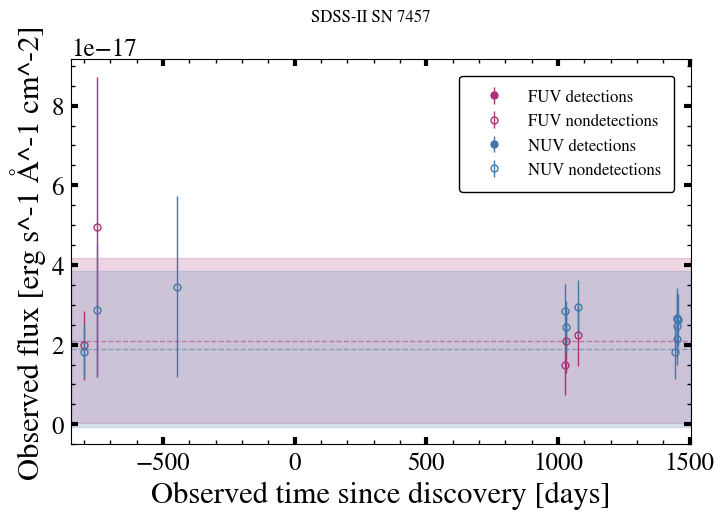 SDSS-II SN 7457
1e−17
FUV detections
FUV nondetections
NUV detections
NUV nondetections
8
6
4
2
0
−500
0
500
1000
1500
Observed time since discovery [days]
Observed flux [erg s^-1 Å^-1 cm^-2]